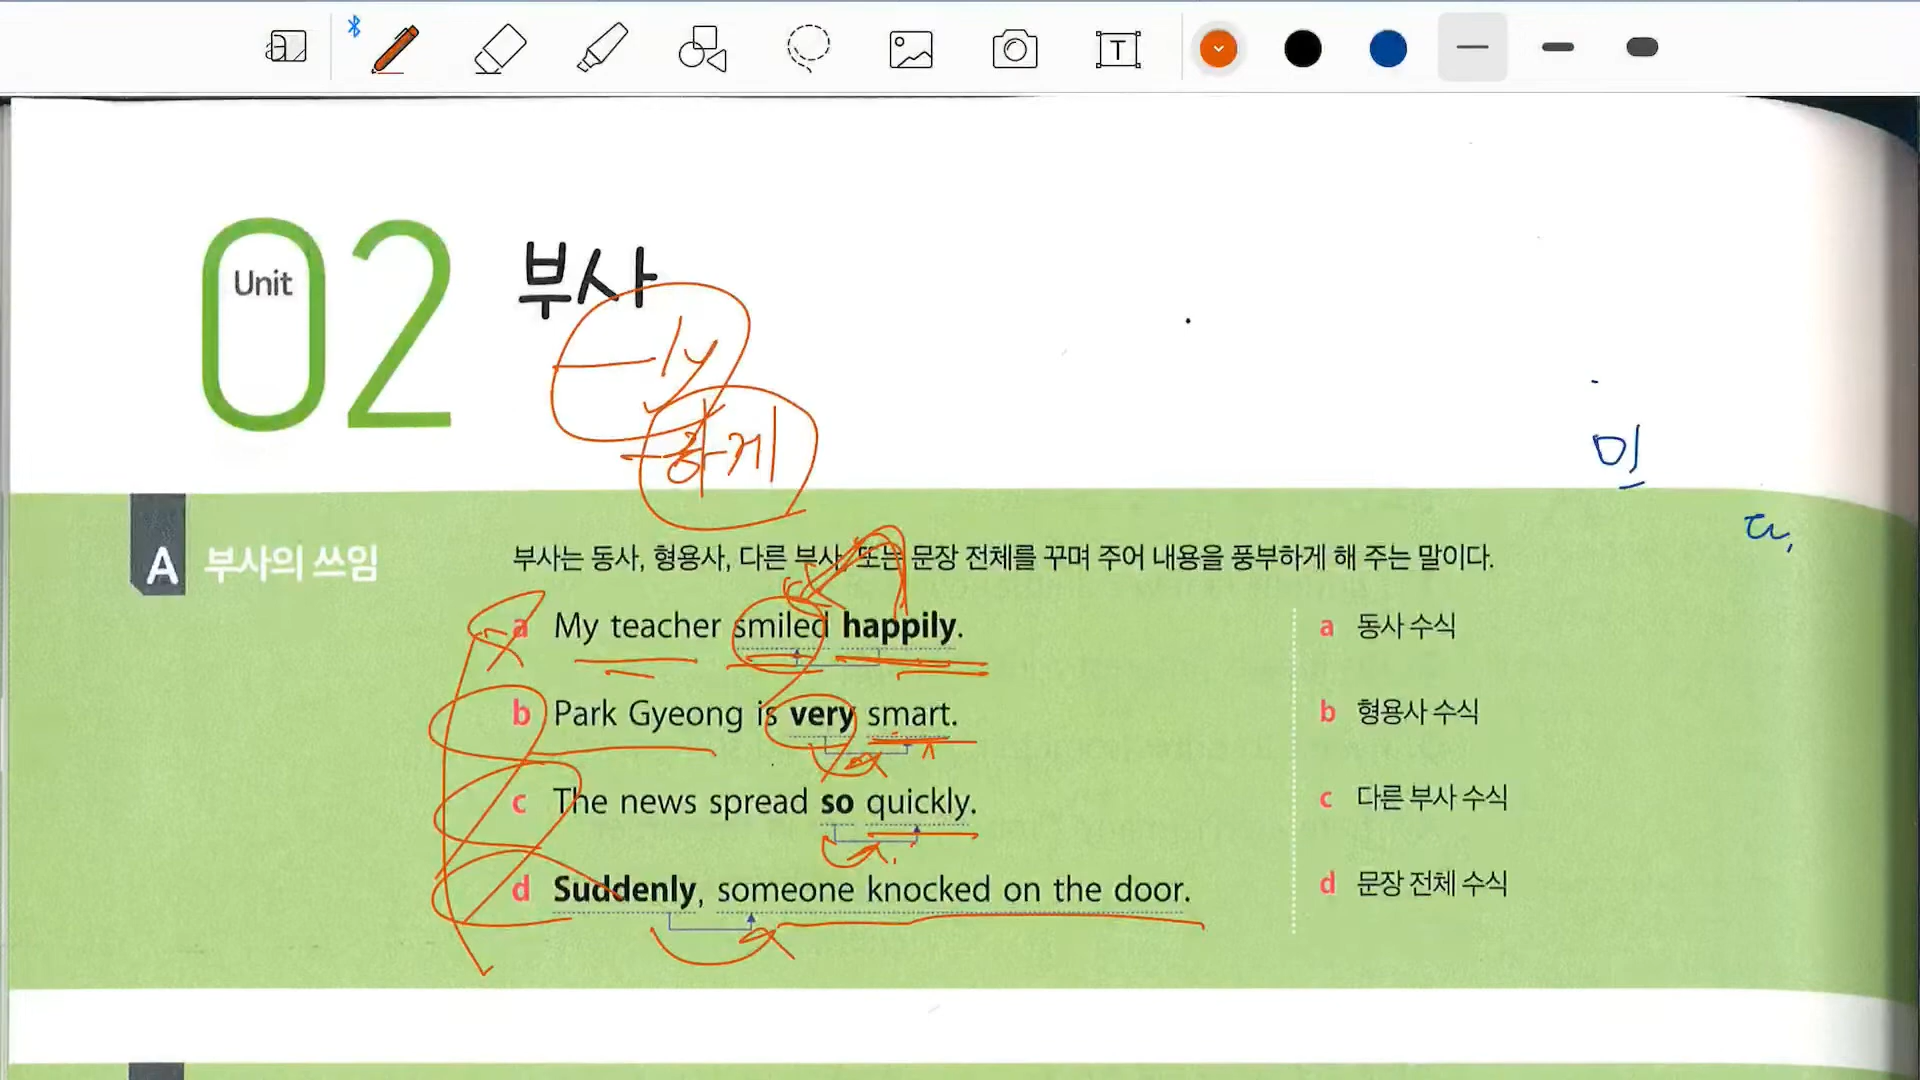 T
02
Unit
부사
ly
하게
미
A 부사의 쓰임
부사는 동사, 형용사, 다른 부사, 또는 문장 전체를 꾸며 주어 내용을 풍부하게 해 주는 말이다.
a My teacher smiled happily.
a 동사 수식
b Park Gyeong is very smart.
b 형용사 수식
c The news spread so quickly.
c 다른 부사 수식
d Suddenly, someone knocked on the door.
d 문장 전체 수식